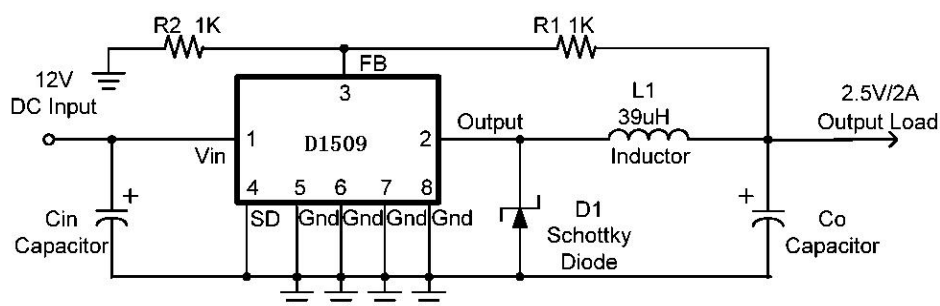 R2 1K
R1 1K
FB
12V
DC Input
3
L1
39uH
Inductor
2.5V/2A
Output Load
1
D1509
2
Output
Vin
4 5 6 7 8
SD Gnd Gnd Gnd Gnd
+
Cin
Capacitor
D1
Schottky
Diode
+
Co
Capacitor